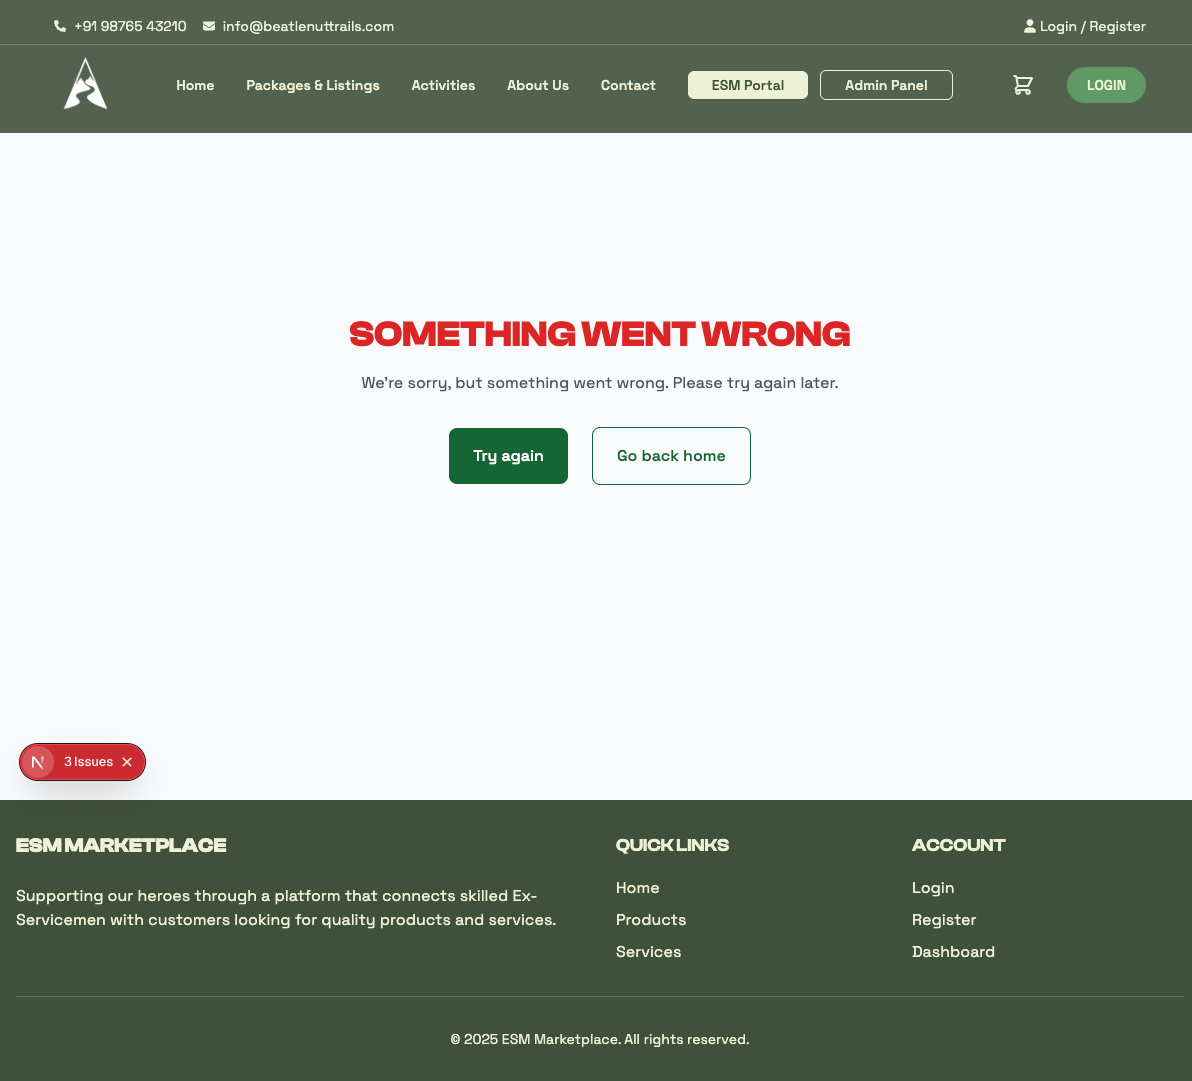 +91 98765 43210 info@beatlenuttrails.com Login / Register
Home Packages & Listings Activities About Us Contact ESM Portal Admin Panel LOGIN
SOMETHING WENT WRONG
We're sorry, but something went wrong. Please try again later.
Try again Go back home
N 3 Issues
ESM MARKETPLACE QUICK LINKS ACCOUNT
Supporting our heroes through a platform that connects skilled Ex-
Servicemen with customers looking for quality products and services.
Home Login
Products Register
Services Dashboard
© 2025 ESM Marketplace. All rights reserved.